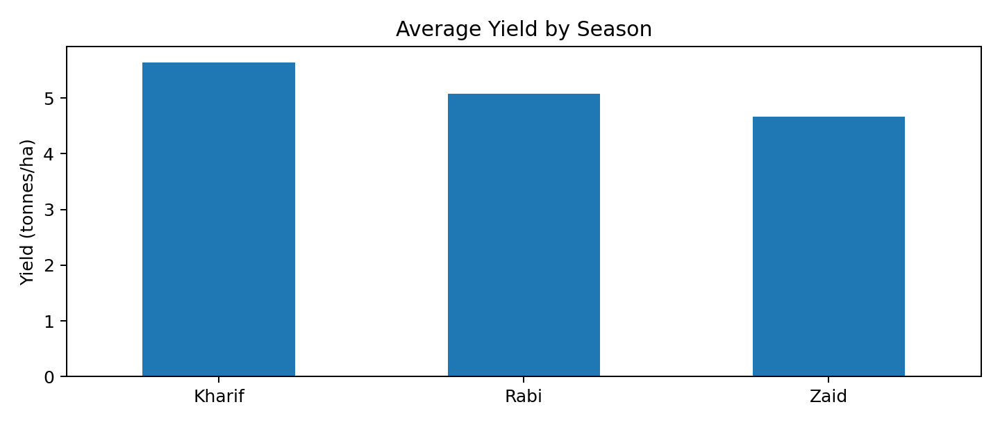 Average Yield by Season
Yield (tonnes/ha)
5
4
3
2
1
0
Kharif
Rabi
Zaid